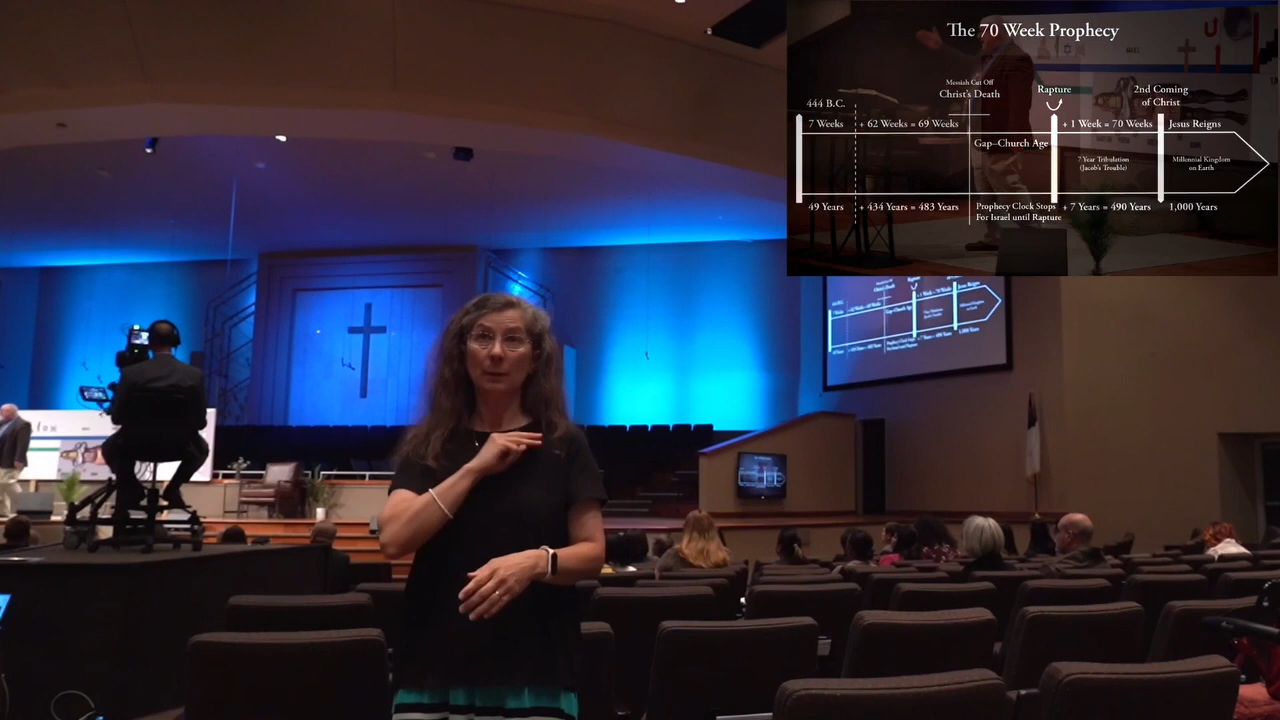 The 70 Week Prophecy
Messiah Cut Off
Christ's Death
Rapture
2nd Coming
of Christ
444 B.C.
7 Weeks
+ 62 Weeks = 69 Weeks
+ 1 Week = 70 Weeks
Jesus Reigns
Gap–Church Age
7 Year Tribulation
(Jacob's Trouble)
Millennial Kingdom
on Earth
49 Years
+ 434 Years = 483 Years
Prophecy Clock Stops
For Israel until Rapture
+ 7 Years = 490 Years
1,000 Years